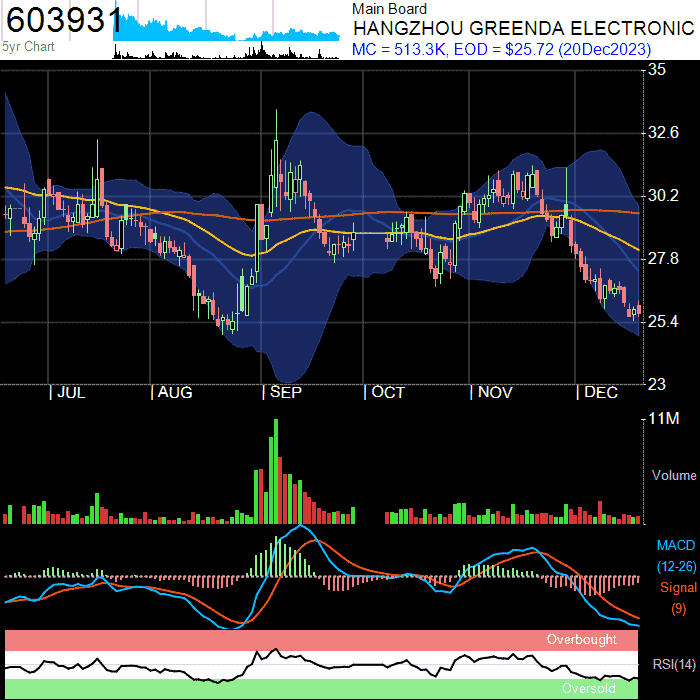 603931
5yr Chart
Main Board
HANGZHOU GREENDA ELECTRONIC
MC = 513.3K, EOD = $25.72 (20Dec2023)
35
32.6
30.2
27.8
25.4
23
| JUL | AUG | SEP | OCT | NOV | DEC
11M
Volume
MACD
(12-26)
Signal
(9)
Overbought
RSI(14)
Oversold